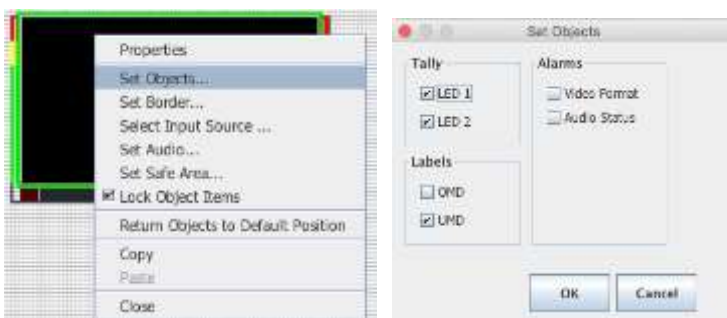 Properties
Set Objects...
Set Border...
Select Input Source ...
Set Audio...
Set Safe Area...
Lock Object Items
Return Objects to Default Position
Copy
Paste
Close
Set Objects
Tally
LED 1
LED 2
Labels
OMD
UMD
Alarms
Video Format
Audio Status
OK
Cancel